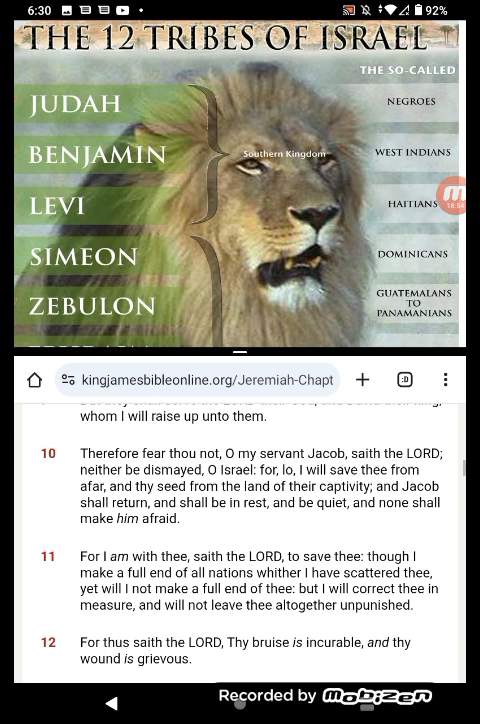 6:30
92%
THE 12 TRIBES OF ISRAEL
THE SO-CALLED
JUDAH
NEGROES
BENJAMIN
Southern Kingdom
WEST INDIANS
LEVI
HAITIANS
18:54
SIMEON
DOMINICANS
ZEBULON
GUATEMALANS
TO
PANAMANIANS
kingjamesbibleonline.org/Jeremiah-Chapt
whom I will raise up unto them.
10 Therefore fear thou not, O my servant Jacob, saith the LORD;
neither be dismayed, O Israel: for, lo, I will save thee from
afar, and thy seed from the land of their captivity; and Jacob
shall return, and shall be in rest, and be quiet, and none shall
make him afraid.
11 For I am with thee, saith the LORD, to save thee: though I
make a full end of all nations whither I have scattered thee,
yet will I not make a full end of thee: but I will correct thee in
measure, and will not leave thee altogether unpunished.
12 For thus saith the LORD, Thy bruise is incurable, and thy
wound is grievous.
Recorded by Mobizen